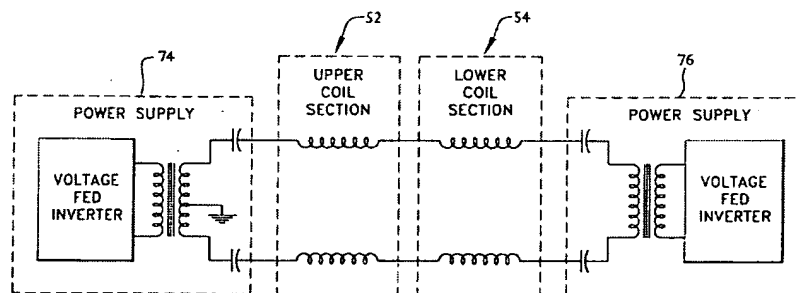 52
54
74
76
UPPER
COIL
SECTION
LOWER
COIL
SECTION
POWER SUPPLY
POWER SUPPLY
VOLTAGE
FED
INVERTER
VOLTAGE
FED
INVERTER